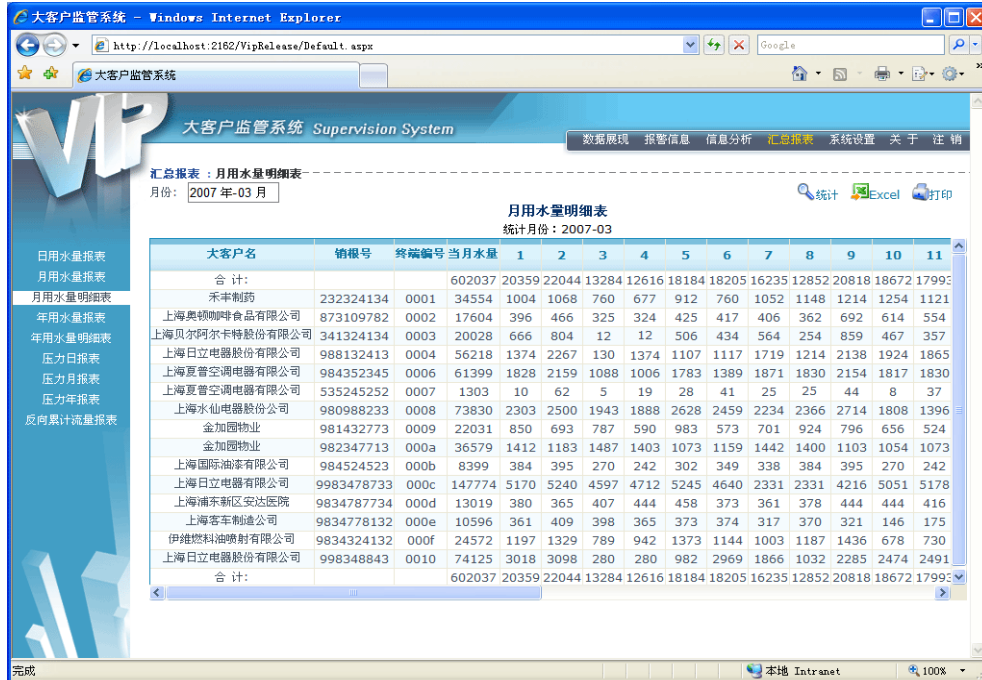 大客户监管系统 - Windows Internet Explorer
http://localhost:2162/VipRelease/Default.aspx
Google
大客户监管系统
VIP
大客户监管系统 Supervision System
数据展现 报警信息 信息分析 汇总报表 系统设置 关 于 注 销
汇总报表 : 月用水量明细表
月份: 2007 年-03 月
统计 Excel 打印
月用水量明细表
统计月份：2007-03
日用水量报表
月用水量报表
月用水量明细表
年用水量报表
年用水量明细表
压力日报表
压力月报表
压力年报表
反向累计流量报表
大客户名 销根号 终端编号 当月水量 1 2 3 4 5 6 7 8 9 10 11
合 计: 602037 20359 22044 13284 12616 18184 18205 16235 12852 20818 18672 17993
禾丰制药 232324134 0001 34554 1004 1068 760 677 912 760 1052 1148 1214 1254 1121
上海奥顿咖啡食品有限公司 873109782 0002 17604 396 466 325 324 425 417 406 362 692 614 554
上海贝尔阿尔卡特股份有限公司 341324134 0003 20028 666 804 12 12 506 434 564 254 859 467 357
上海日立电器股份有限公司 988132413 0004 56218 1374 2267 130 1374 1107 1117 1719 1214 2138 1924 1865
上海夏普空调电器有限公司 984352345 0006 61399 1828 2159 1088 1006 1783 1389 1871 1830 2154 1817 1830
上海夏普空调电器有限公司 535245252 0007 1303 10 62 5 19 28 41 25 25 44 8 37
上海水仙电器股份公司 980988233 0008 73830 2303 2500 1943 1888 2628 2459 2234 2366 2714 1808 1396
金加园物业 981432773 0009 22031 850 693 787 590 983 573 701 924 796 656 524
金加园物业 982347713 000a 36579 1412 1183 1487 1403 1073 1159 1442 1400 1103 1054 1073
上海国际油漆有限公司 984524523 000b 8399 384 395 270 242 302 349 338 384 395 270 242
上海日立电器有限公司 9983478733 000c 147774 5170 5240 4597 4712 5245 4640 2331 2331 4216 5051 5178
上海浦东新区安达医院 9834787734 000d 13019 380 365 407 444 458 373 361 378 444 444 416
上海客车制造公司 9834778132 000e 10596 361 409 398 365 373 374 317 370 321 146 175
伊维燃料油喷射有限公司 9834324132 000f 24572 1197 1329 789 942 1373 1144 1003 1187 1436 678 730
上海日立电器股份有限公司 998348843 0010 74125 3018 3098 280 280 982 2969 1866 1032 2285 2474 2491
合 计: 602037 20359 22044 13284 12616 18184 18205 16235 12852 20818 18672 17993
完成 本地 Intranet 100%